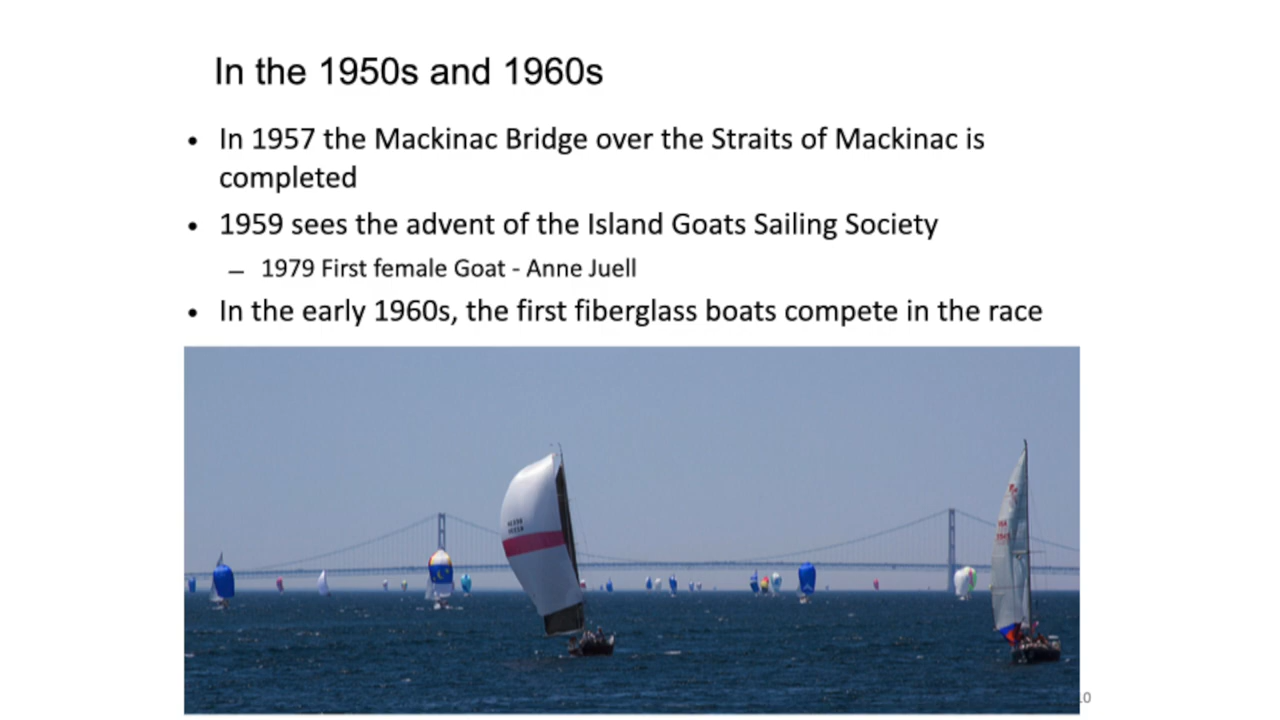 In the 1950s and 1960s
• In 1957 the Mackinac Bridge over the Straits of Mackinac is
completed
• 1959 sees the advent of the Island Goats Sailing Society
– 1979 First female Goat - Anne Juell
• In the early 1960s, the first fiberglass boats compete in the race